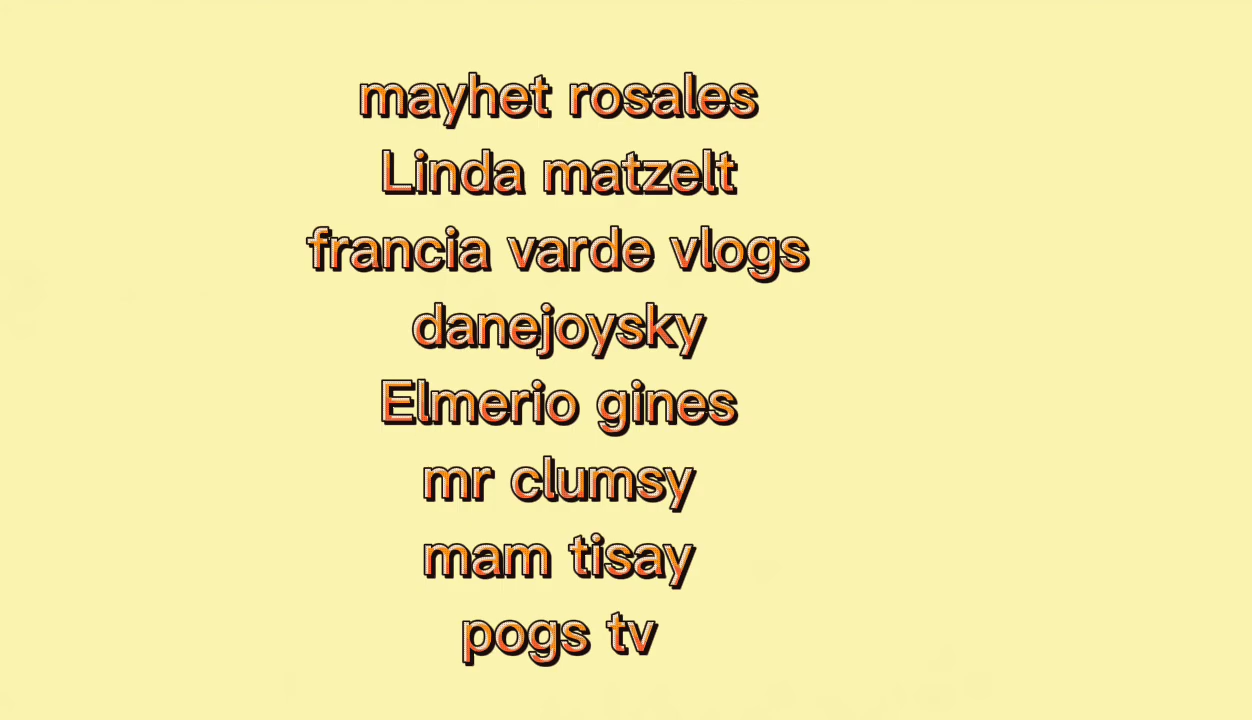 mayhet rosales
Linda matzelt
francia varde vlogs
danejoysky
Elmerio gines
mr clumsy
mam tisay
pogs tv